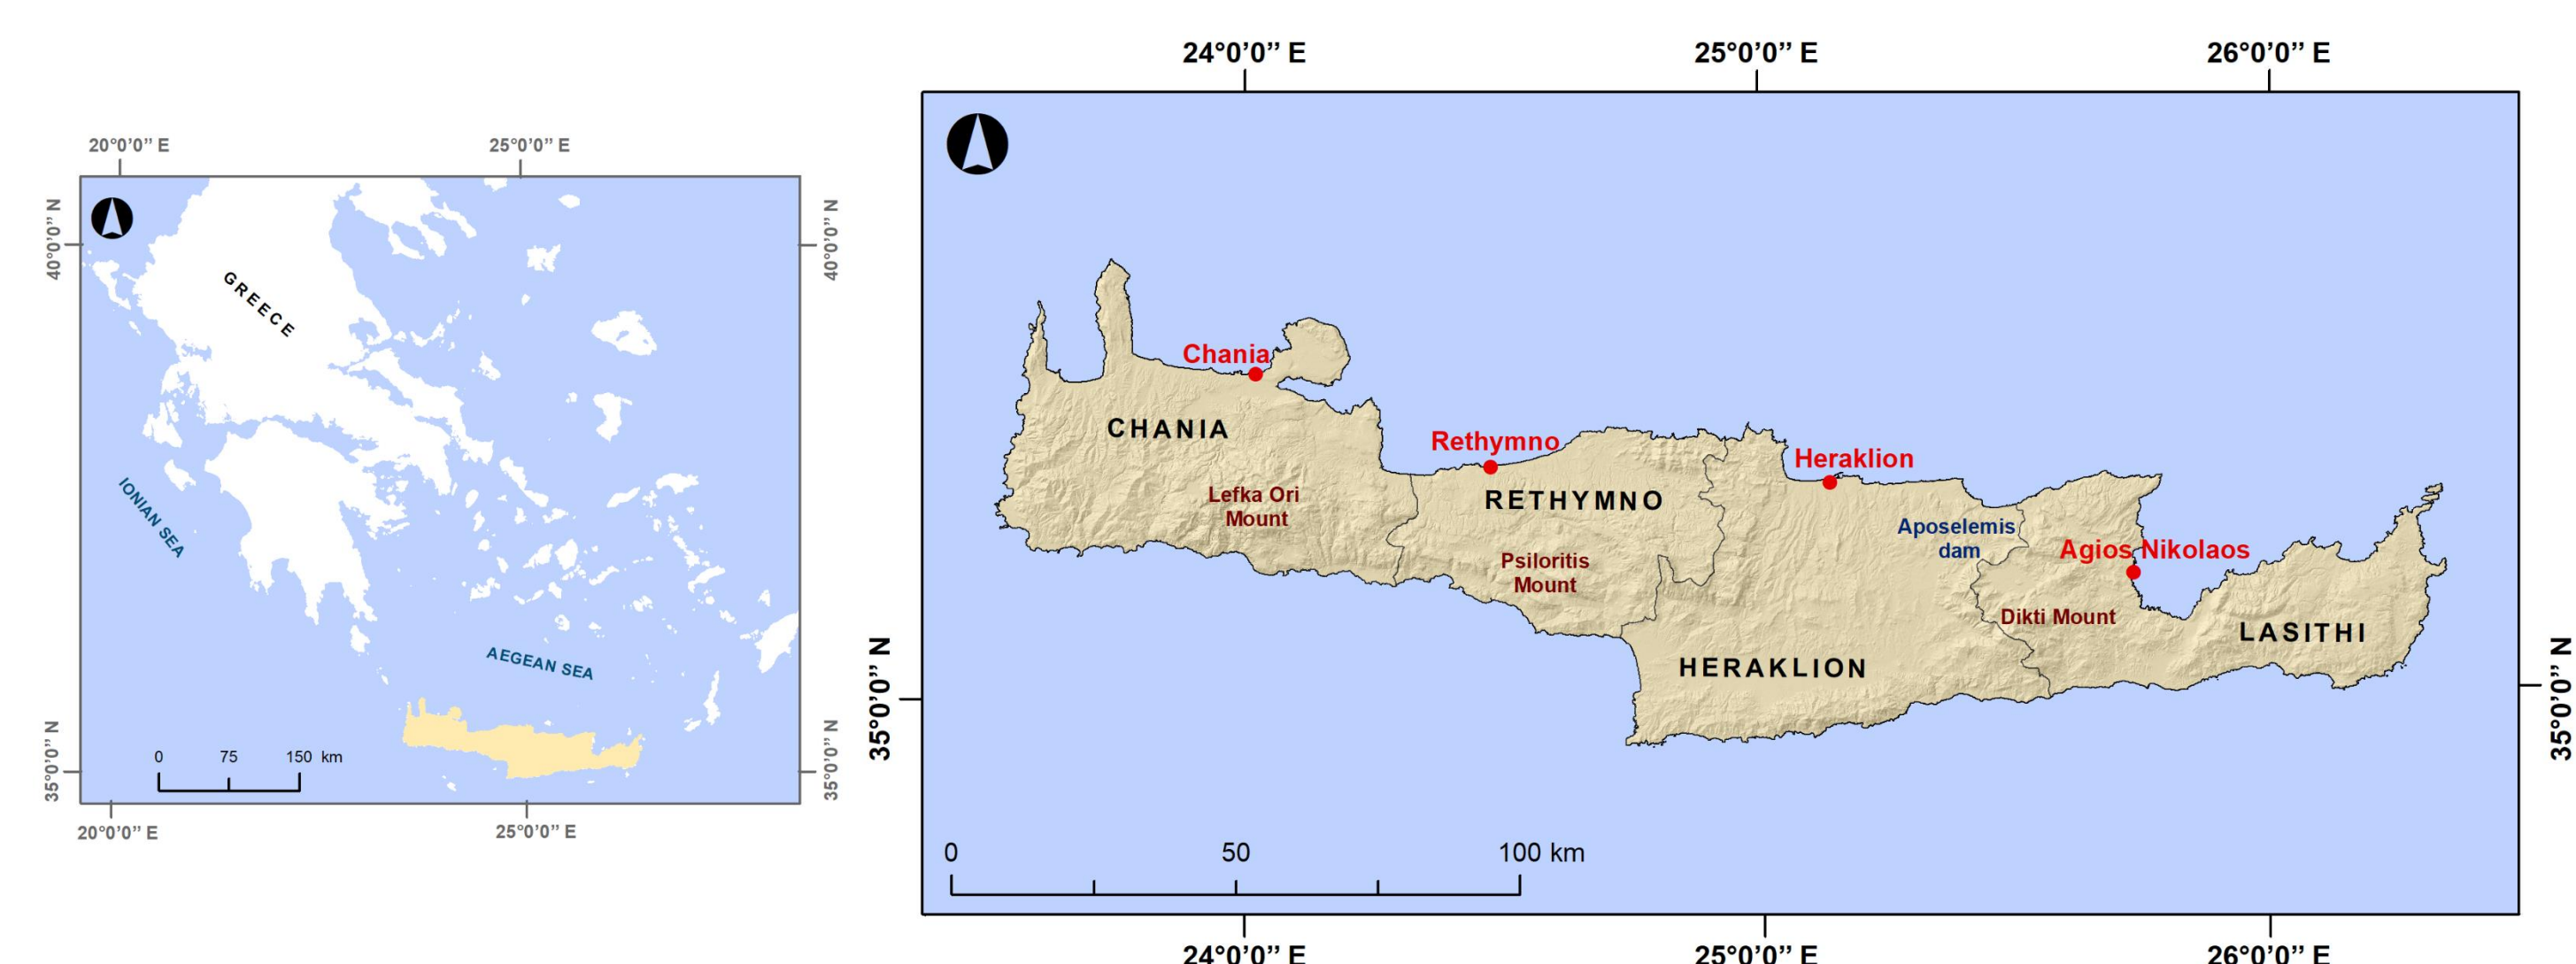 20°0'0'' E
25°0'0'' E
40°0'0'' N
40°0'0'' N
GREECE
IONIAN SEA
AEGEAN SEA
0 75 150 km
35°0'0'' N
35°0'0'' N
20°0'0'' E
25°0'0'' E
24°0'0'' E
25°0'0'' E
26°0'0'' E
Chania
CHANIA
Rethymno
Heraklion
Lefka Ori
Mount
RETHYMNO
Aposelemis
dam
Agios Nikolaos
Psiloritis
Mount
Dikti Mount
LASITHI
HERAKLION
35°0'0'' N
35°0'0'' N
0 50 100 km
24°0'0'' E
25°0'0'' E
26°0'0'' E